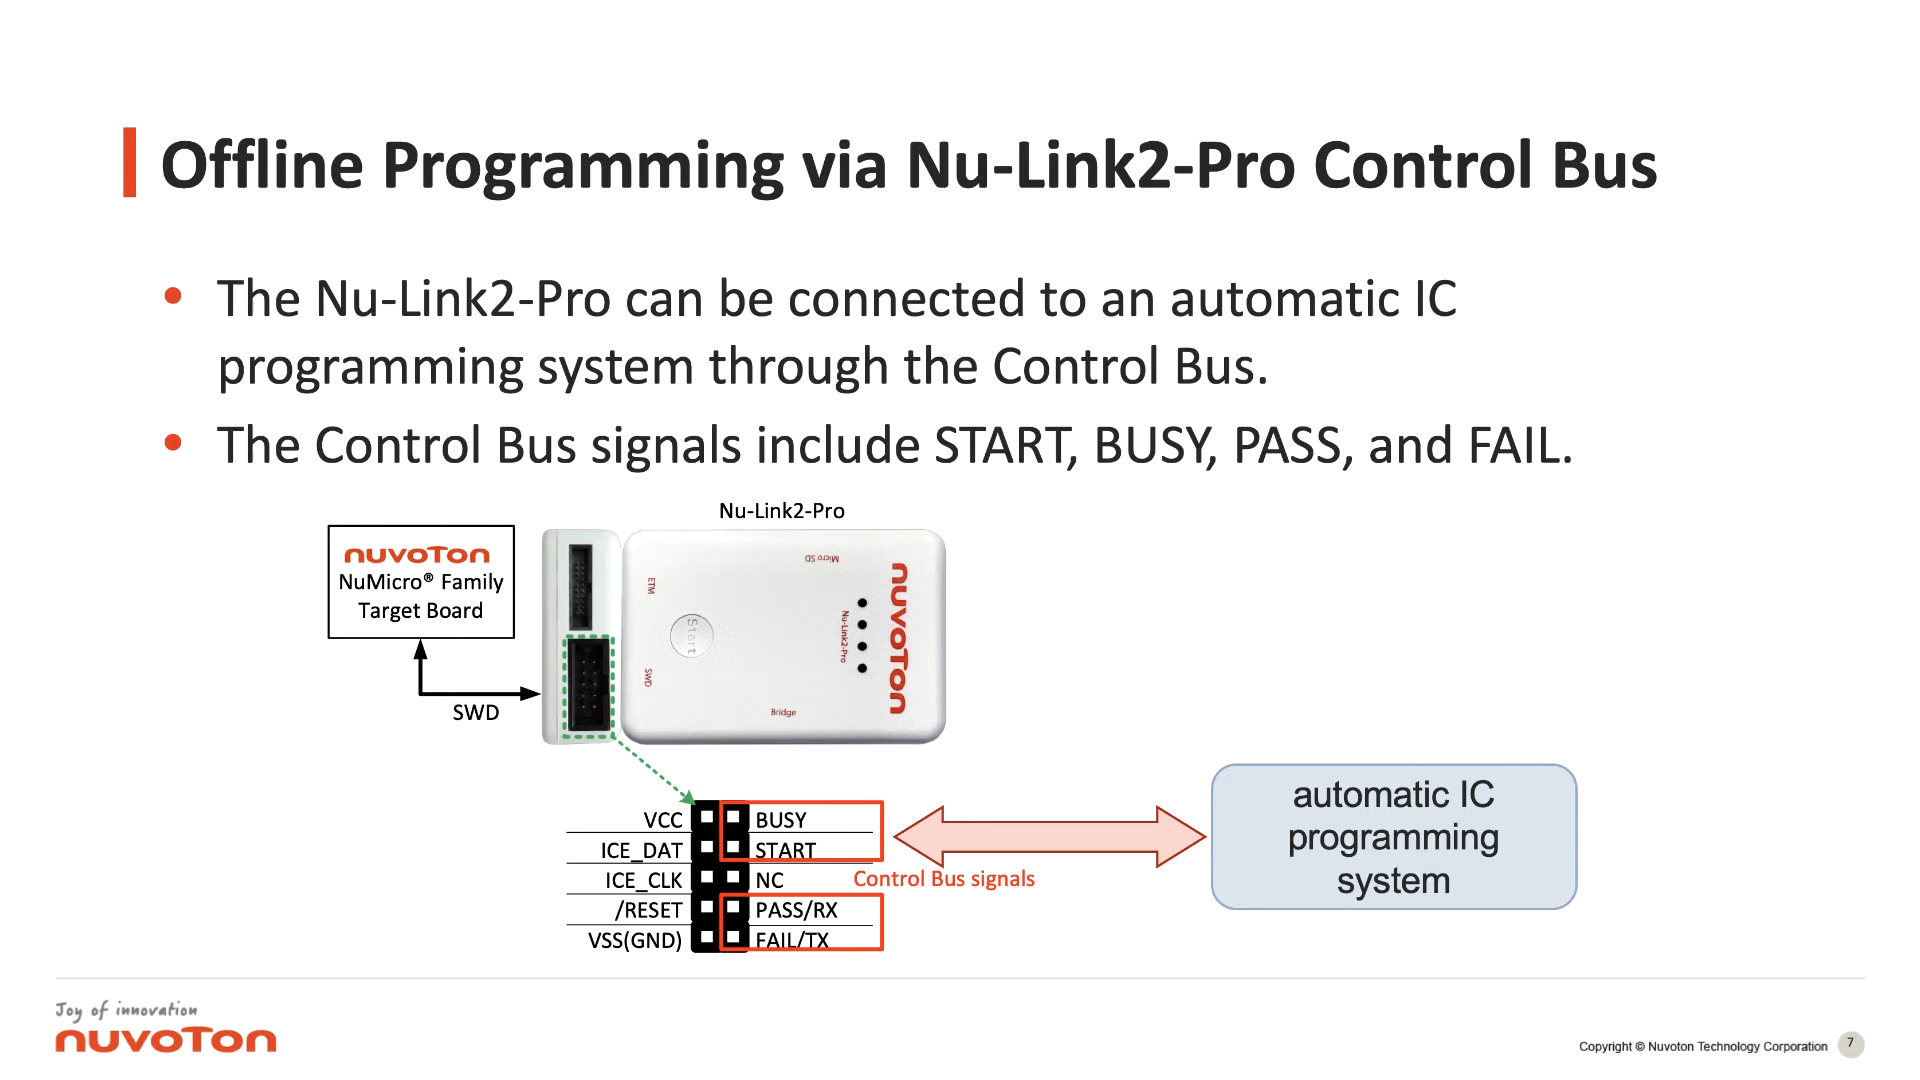 Offline Programming via Nu-Link2-Pro Control Bus
• The Nu-Link2-Pro can be connected to an automatic IC
programming system through the Control Bus.
• The Control Bus signals include START, BUSY, PASS, and FAIL.
Nu-Link2-Pro
nuvoTon
NuMicro® Family
Target Board
SWD
ETM
SWD
Start
Micro SD
Bridge
Nu-Link2-Pro
nuvoTon
VCC BUSY
ICE_DAT START
ICE_CLK NC
/RESET PASS/RX
VSS(GND) FAIL/TX
Control Bus signals
automatic IC
programming
system
Joy of innovation
nuvoTon
Copyright © Nuvoton Technology Corporation 7